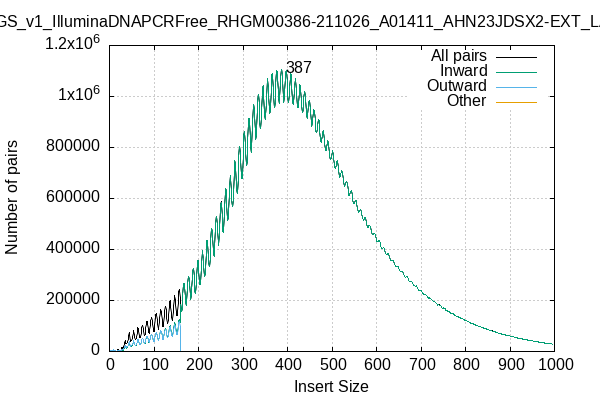 GS_v1_IlluminaDNAPCRFree_RHGM00386-211026_A01411_AHN23JDSX2-EXT_L
1.2x10^6
1x10^6
800000
600000
400000
200000
0
Number of pairs
387
All pairs
Inward
Outward
Other
0 100 200 300 400 500 600 700 800 900 1000
Insert Size